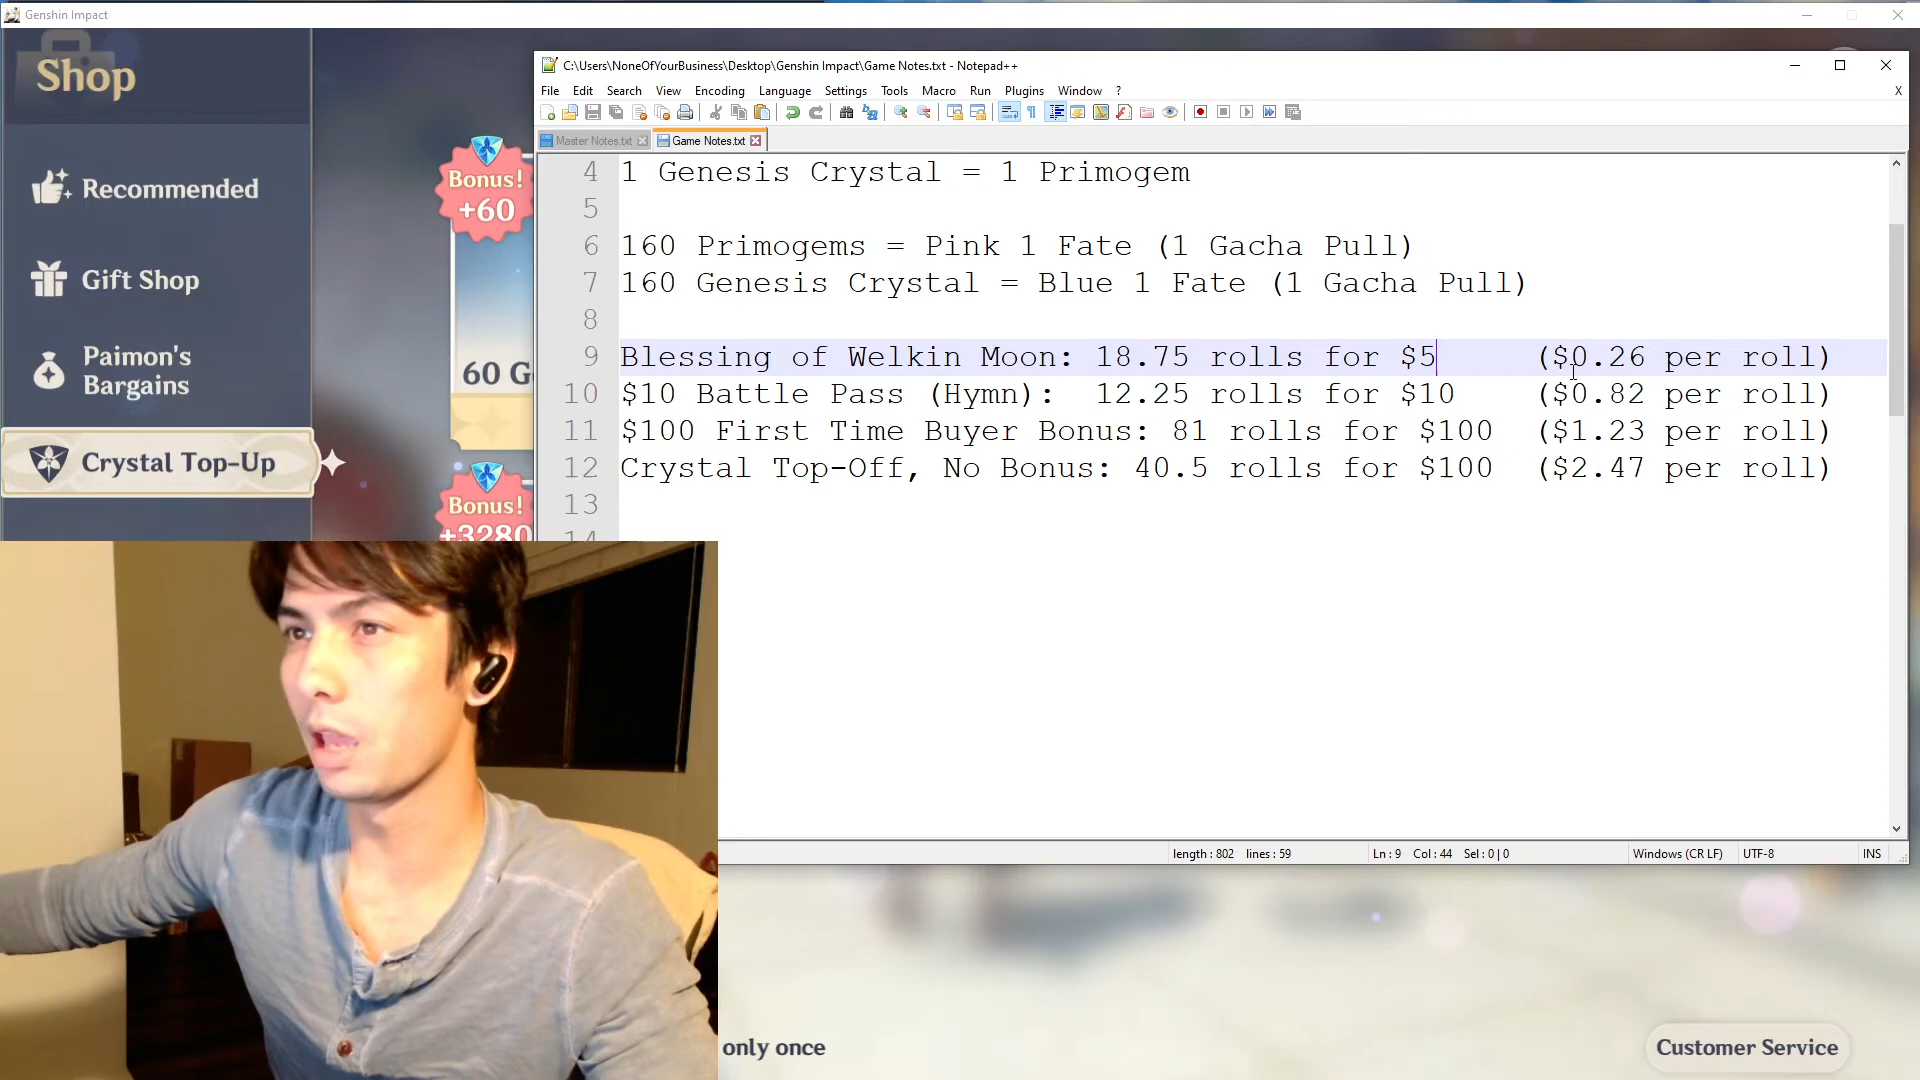 Genshin Impact
Shop
Recommended
Gift Shop
Paimon's
Bargains
Crystal Top-Up
Bonus!
+60
60 G
Bonus!
+3280
C:\Users\NoneOfYourBusiness\Desktop\Genshin Impact\Game Notes.txt - Notepad++
File Edit Search View Encoding Language Settings Tools Macro Run Plugins Window ? X
Master Notes.txt Game Notes.txt
4 1 Genesis Crystal = 1 Primogem
5
6 160 Primogems = Pink 1 Fate (1 Gacha Pull)
7 160 Genesis Crystal = Blue 1 Fate (1 Gacha Pull)
8
9 Blessing of Welkin Moon: 18.75 rolls for $5 ($0.26 per roll)
10 $10 Battle Pass (Hymn): 12.25 rolls for $10 ($0.82 per roll)
11 $100 First Time Buyer Bonus: 81 rolls for $100 ($1.23 per roll)
12 Crystal Top-Off, No Bonus: 40.5 rolls for $100 ($2.47 per roll)
13
14
length : 802 lines : 59 Ln : 9 Col : 44 Sel : 0 | 0 Windows (CR LF) UTF-8 INS
only once
Customer Service